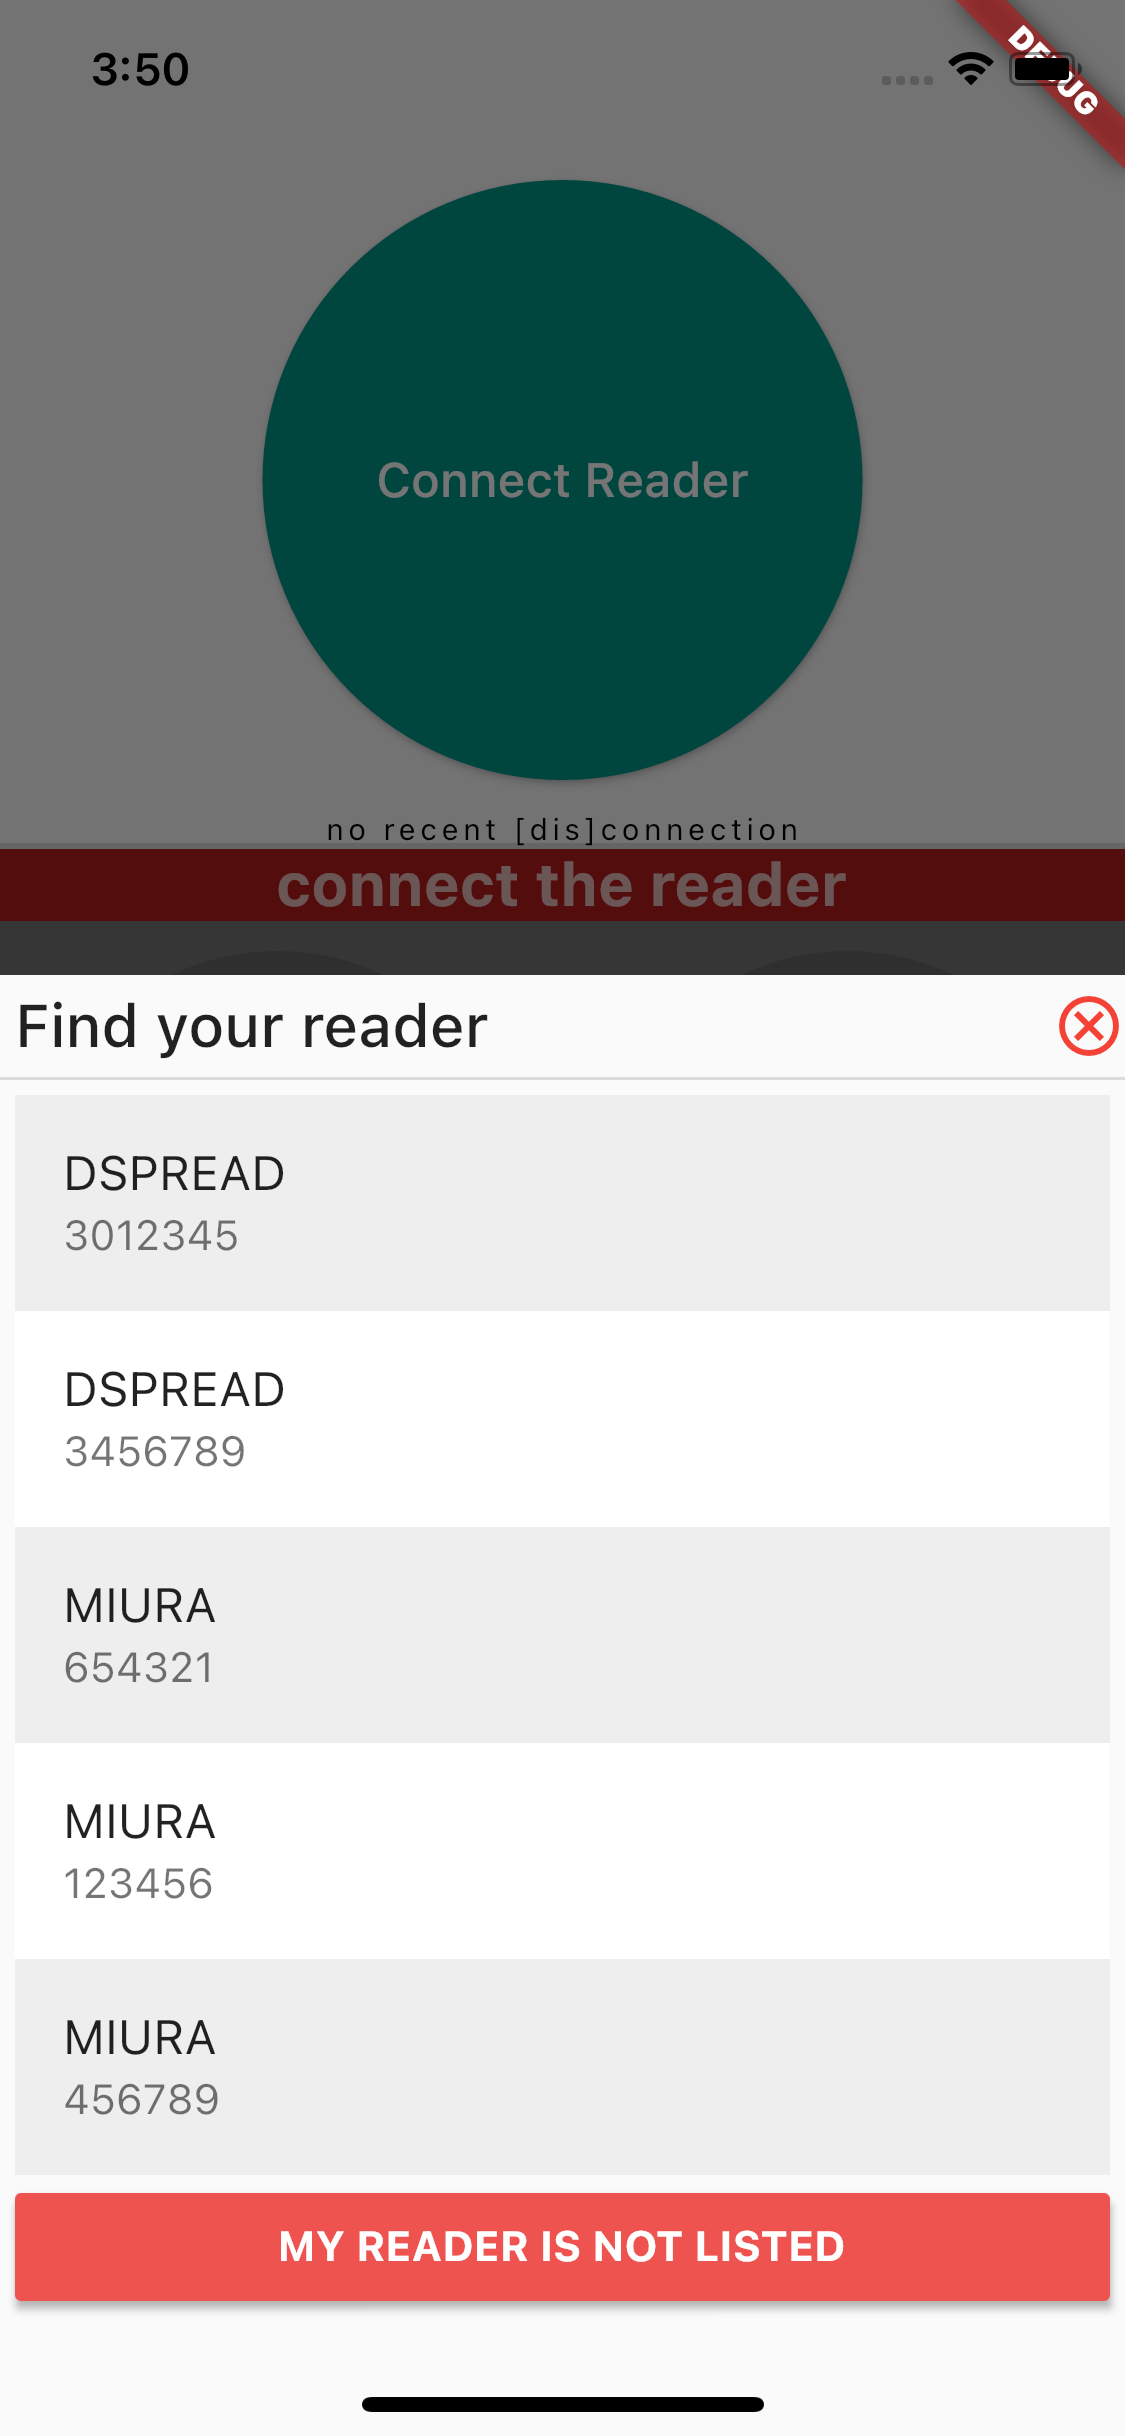 3:50
DEBUG
Connect Reader
no recent [dis]connection
connect the reader
Find your reader
DSPREAD
3012345
DSPREAD
3456789
MIURA
654321
MIURA
123456
MIURA
456789
MY READER IS NOT LISTED